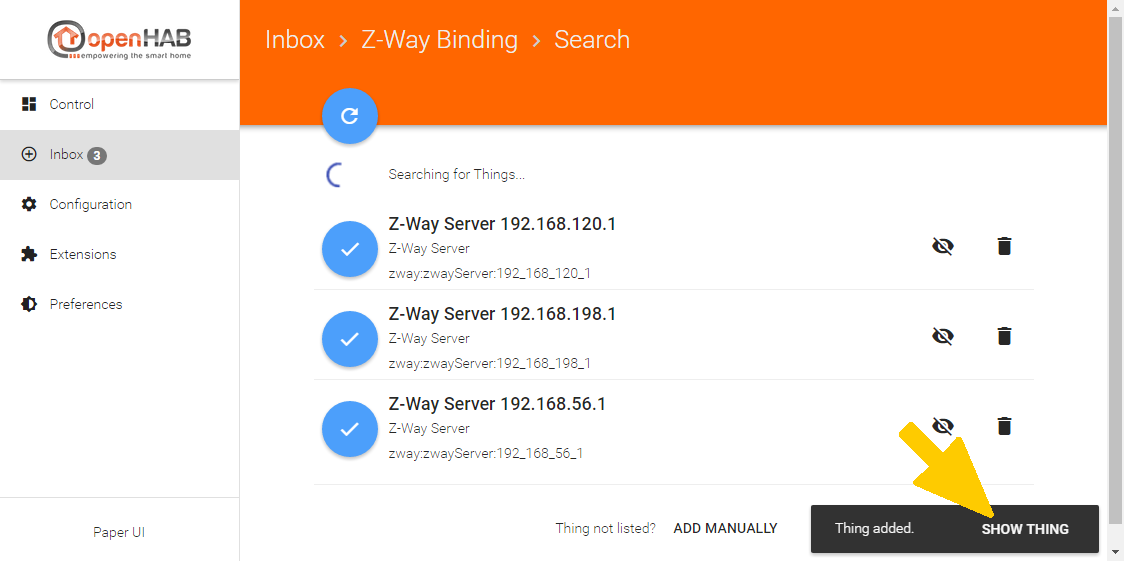 openHAB
empowering the smart home
Control
Inbox 3
Configuration
Extensions
Preferences
Paper UI
Inbox > Z-Way Binding > Search
Searching for Things...
Z-Way Server 192.168.120.1
Z-Way Server
zway:zwayServer:192_168_120_1
Z-Way Server 192.168.198.1
Z-Way Server
zway:zwayServer:192_168_198_1
Z-Way Server 192.168.56.1
Z-Way Server
zway:zwayServer:192_168_56_1
Thing not listed? ADD MANUALLY
Thing added. SHOW THING